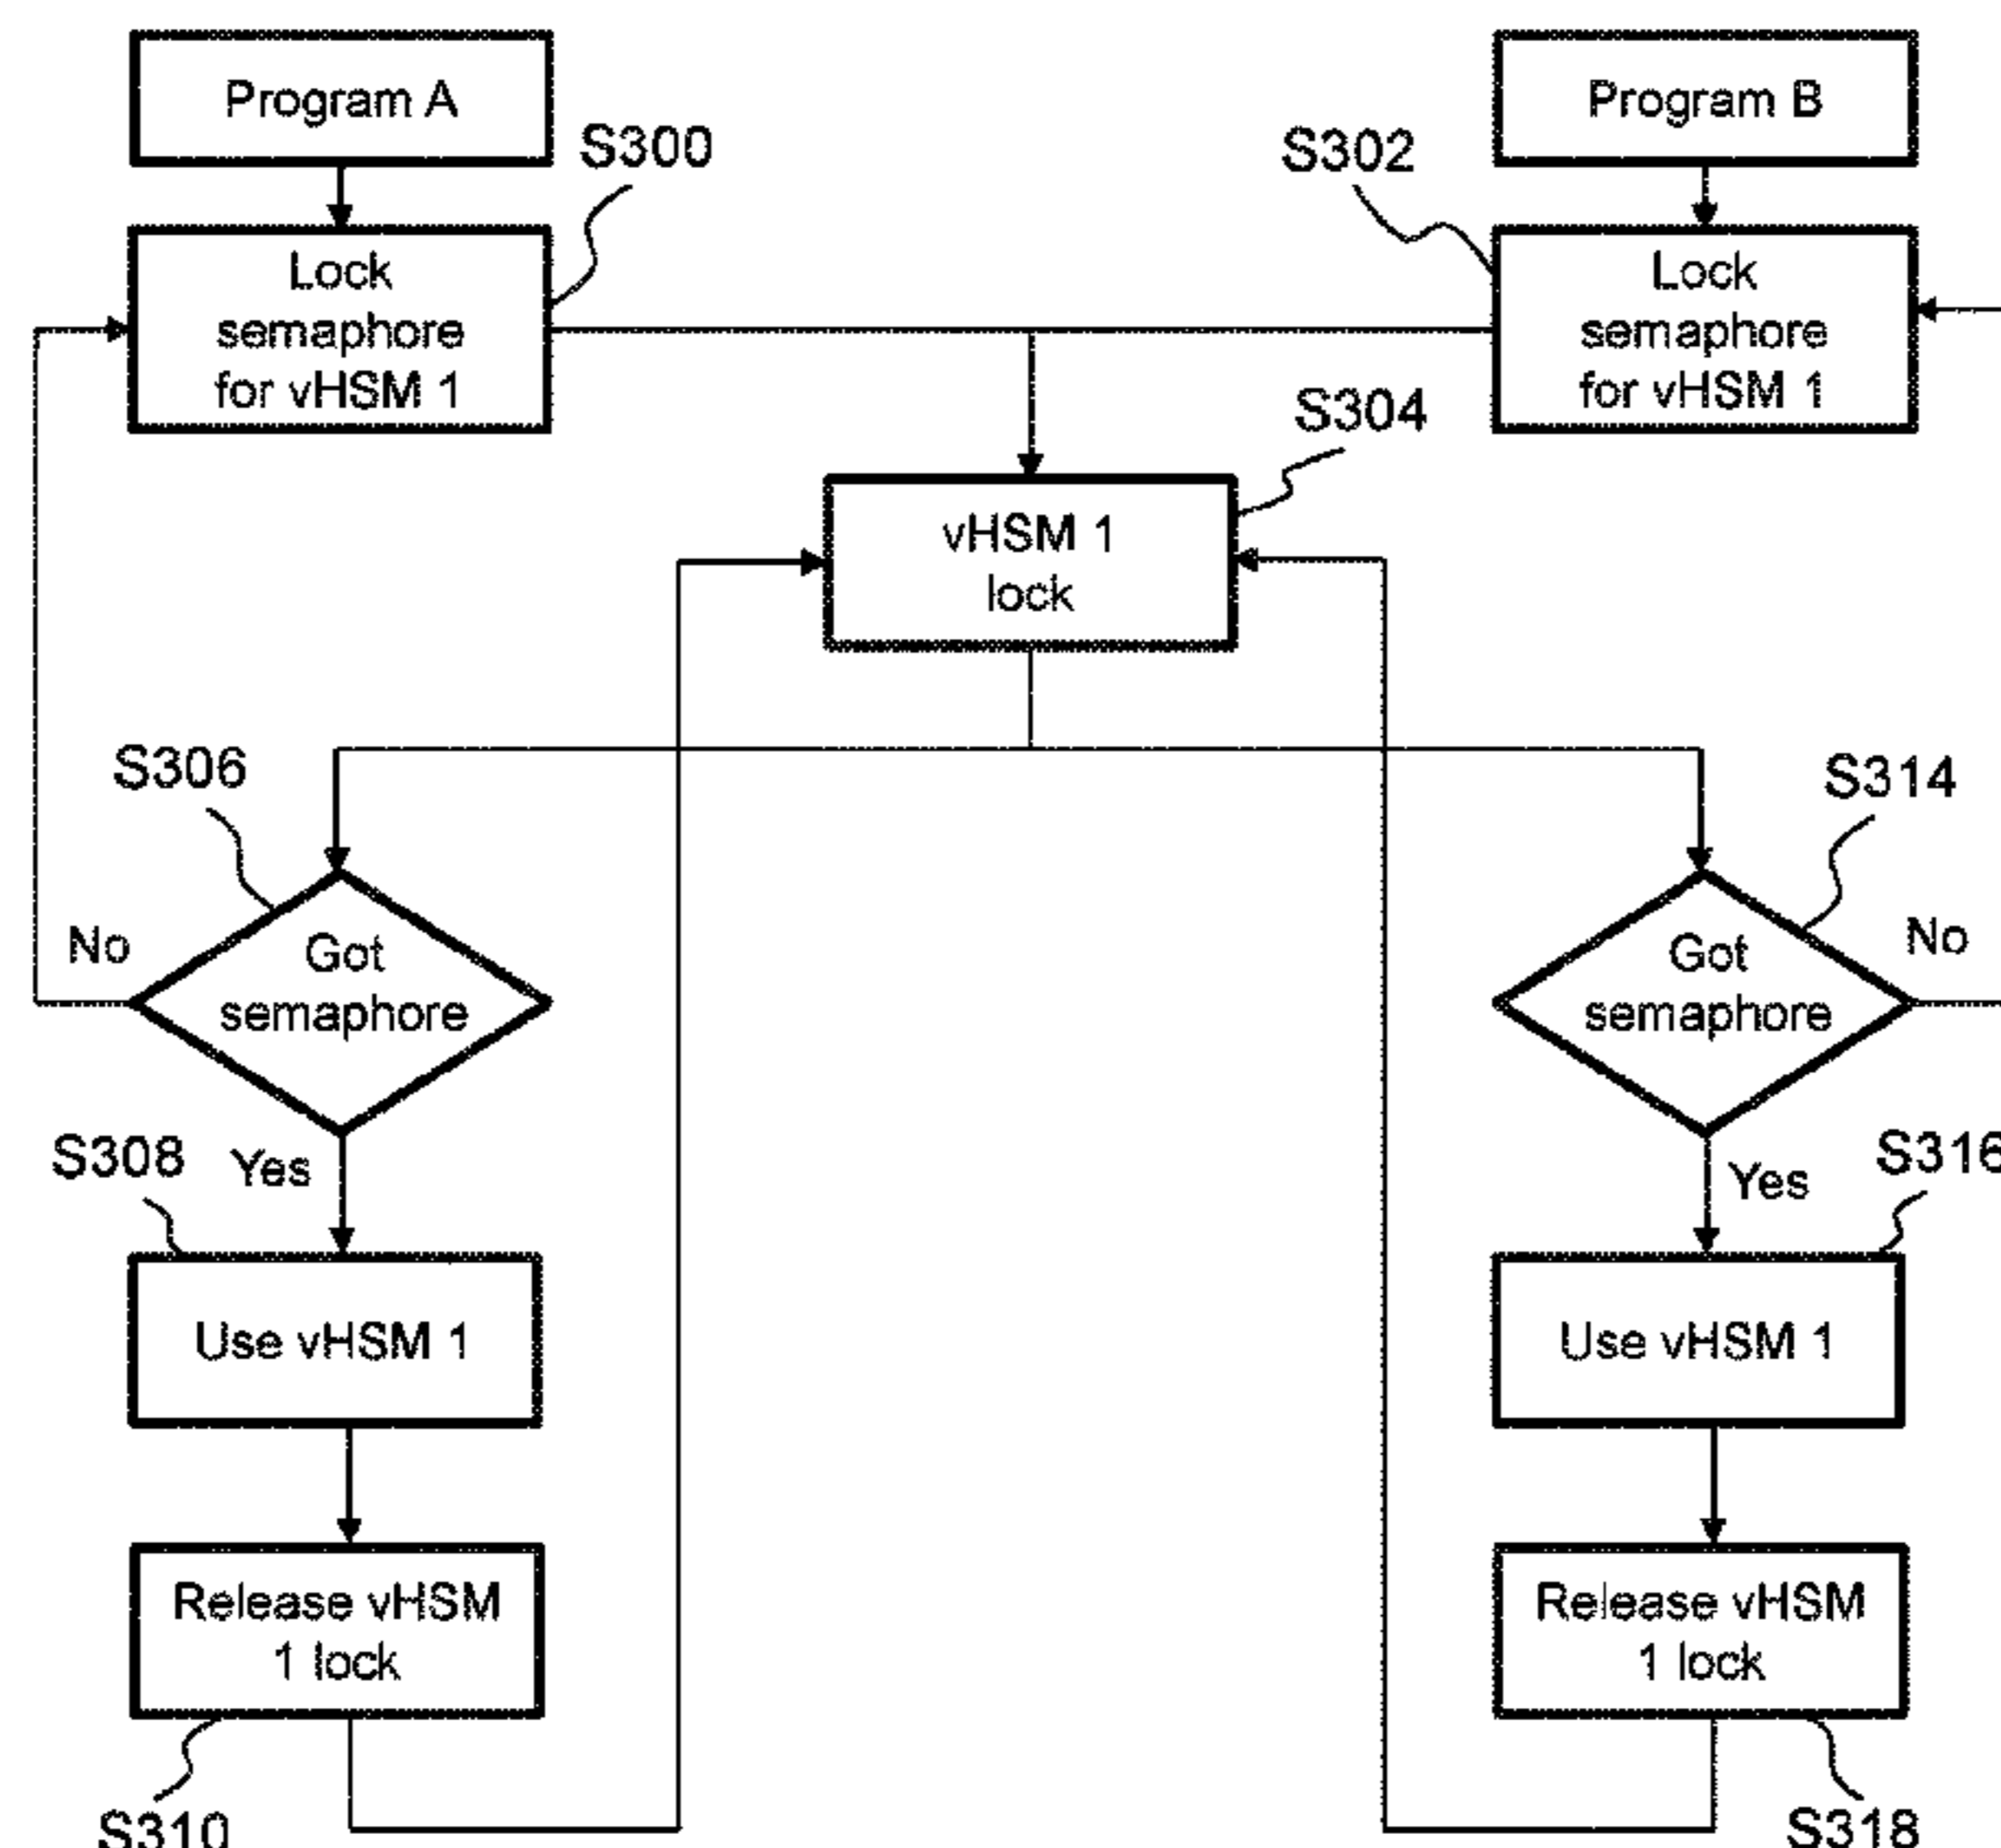 Program A
Program B
S300
S302
Lock
semaphore
for vHSM 1
Lock
semaphore
for vHSM 1
S304
vHSM 1
lock
S306
S314
No
Got
semaphore
Got
semaphore
No
S308
Yes
Yes
S316
Use vHSM 1
Use vHSM 1
Release vHSM
1 lock
Release vHSM
1 lock
S310
S318